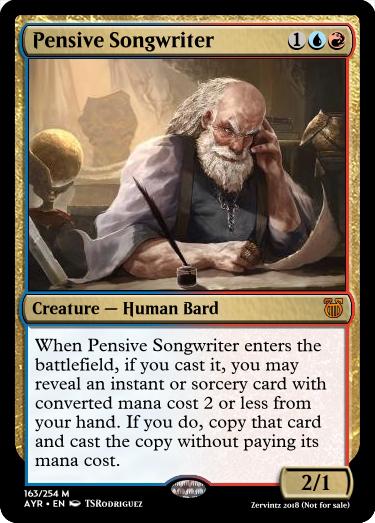 Pensive Songwriter 1
Creature — Human Bard
When Pensive Songwriter enters the
battlefield, if you cast it, you may
reveal an instant or sorcery card with
converted mana cost 2 or less from
your hand. If you do, copy that card
and cast the copy without paying its
mana cost.
2/1
163/254 M
AYR • EN TSRodriguez
Zervintz 2018 (Not for sale)